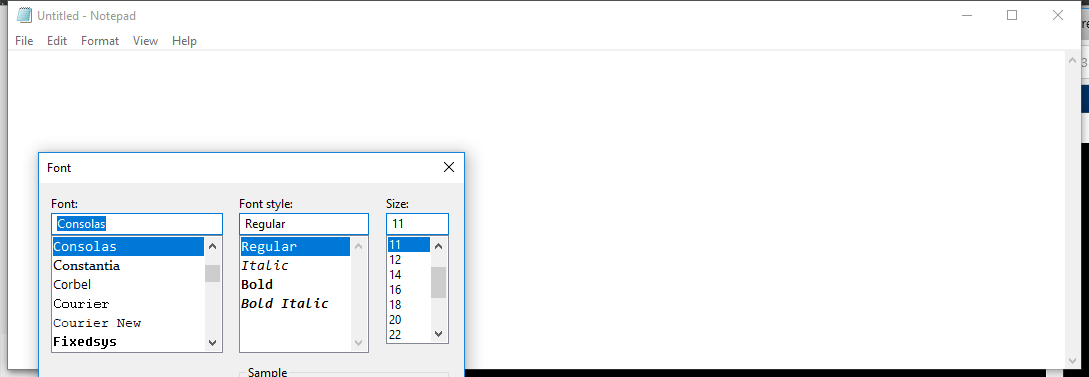 Untitled - Notepad
File Edit Format View Help
3
Font
Font: Font style: Size:
Consolas Regular 11
Consolas Regular 11
Constantia Italic 12
Corbel Bold 14
Courier Bold Italic 16
Courier New 18
Fixedsys 20
22
Sample